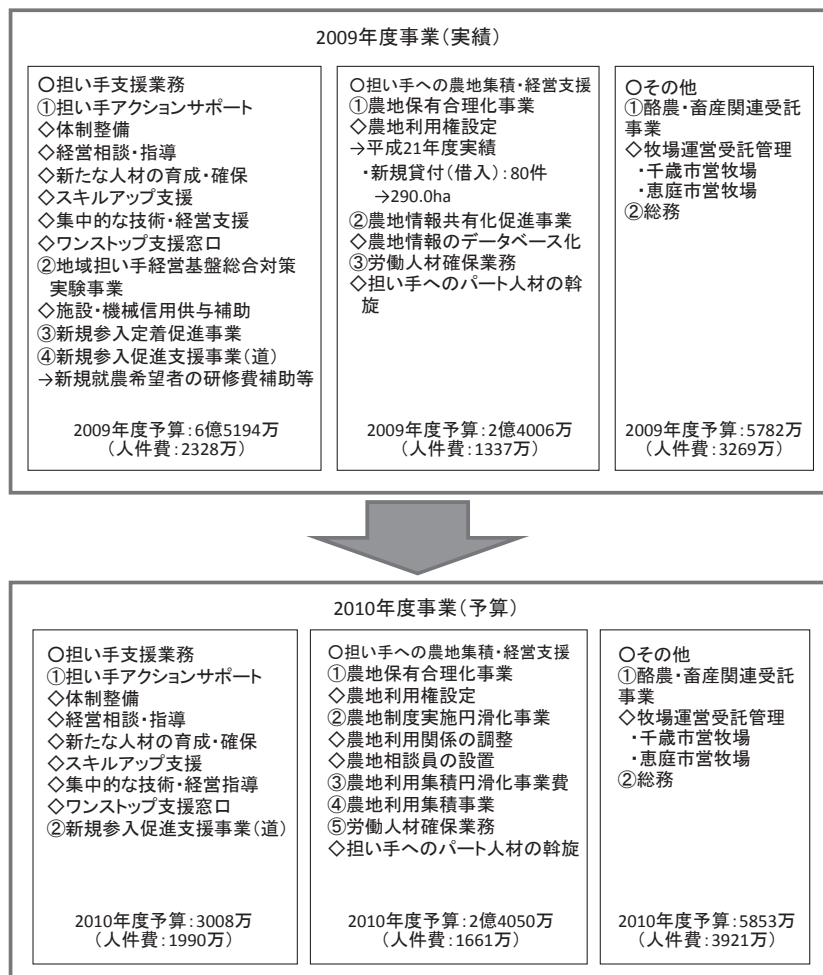 2009年度事業(実績)
○担い手支援業務
①担い手アクションサポート
◇体制整備
◇経営相談・指導
◇新たな人材の育成・確保
◇スキルアップ支援
◇集中的な技術・経営支援
◇ワンストップ支援窓口
②地域担い手経営基盤総合対策
実験事業
◇施設・機械信用供与補助
③新規参入定着促進事業
④新規参入促進支援事業(道)
→新規就農希望者の研修費補助等
2009年度予算:6億5194万
(人件費:2328万)
○担い手への農地集積・経営支援
①農地保有合理化事業
◇農地利用権設定
→平成21年度実績
・新規貸付(借入):80件
→290.0ha
②農地情報共有化促進事業
◇農地情報のデータベース化
③労働人材確保業務
◇担い手へのパート人材の斡
旋
2009年度予算:2億4006万
(人件費:1337万)
○その他
①酪農・畜産関連受託
事業
◇牧場運営受託管理
・千歳市営牧場
・恵庭市営牧場
②総務
2009年度予算:5782万
(人件費:3269万)
2010年度事業(予算)
○担い手支援業務
①担い手アクションサポート
◇体制整備
◇経営相談・指導
◇新たな人材の育成・確保
◇スキルアップ支援
◇集中的な技術・経営指導
◇ワンストップ支援窓口
②新規参入促進支援事業(道)
2010年度予算:3008万
(人件費:1990万)
○担い手への農地集積・経営支援
①農地保有合理化事業
◇農地利用権設定
②農地制度実施円滑化事業
◇農地利用関係の調整
◇農地相談員の設置
③農地利用集積円滑化事業費
④農地利用集積事業
⑤労働人材確保業務
◇担い手へのパート人材の斡旋
2010年度予算:2億4050万
(人件費:1661万)
○その他
①酪農・畜産関連受託
事業
◇牧場運営受託管理
・千歳市営牧場
・恵庭市営牧場
②総務
2010年度予算:5853万
(人件費:3921万)